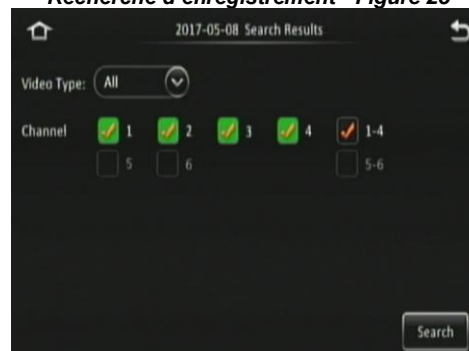 Recherche d'enregistrement - Figure 28
2017-05-08 Search Results
Video Type: All
Channel 1 2 3 4 1-4
5 6 5-6
Search